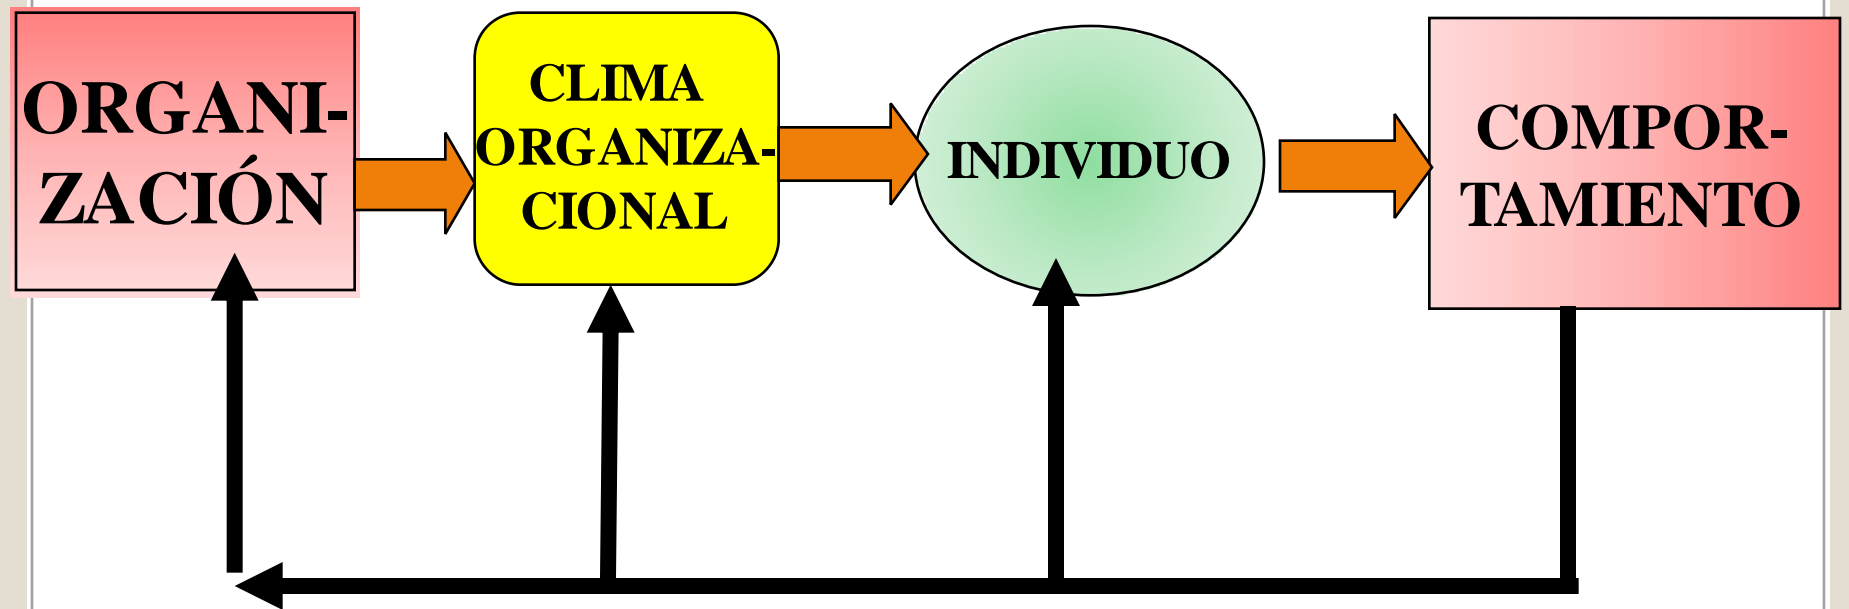 ORGANI-
ZACIÓN
CLIMA
ORGANIZA-
CIONAL
INDIVIDUO
COMPOR-
TAMIENTO